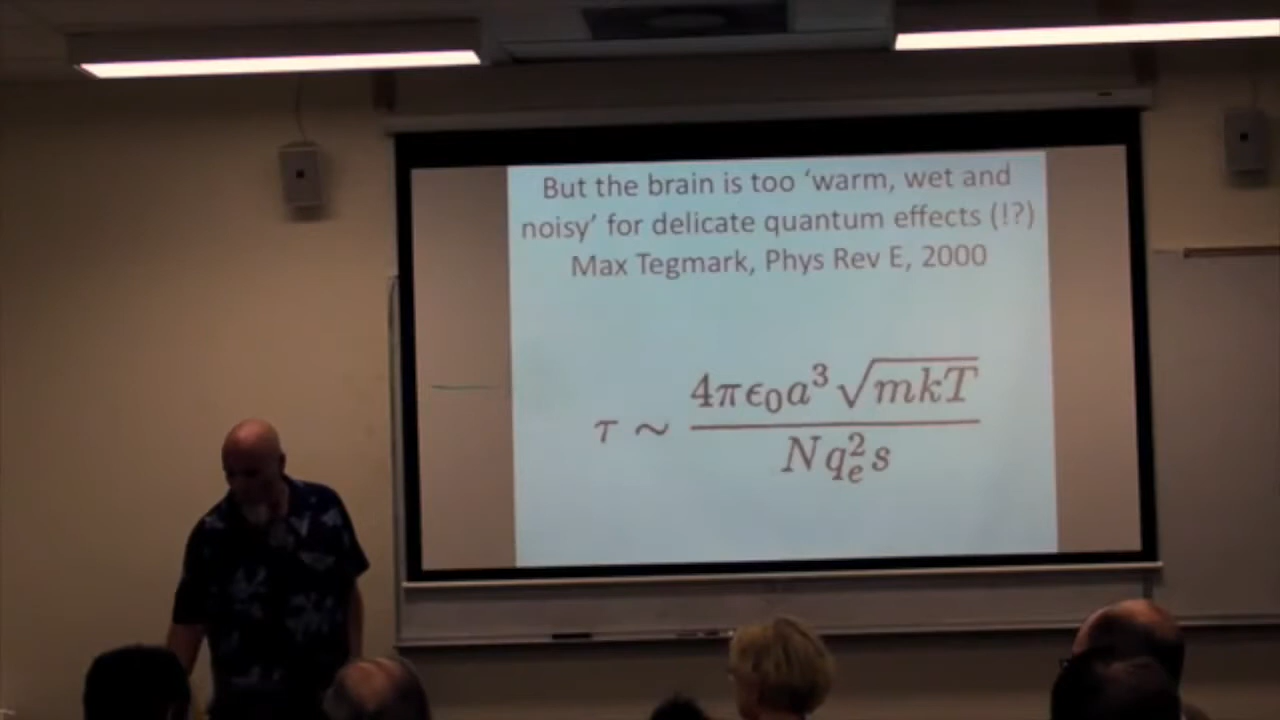 But the brain is too ‘warm, wet and
noisy’ for delicate quantum effects (!?)
Max Tegmark, Phys Rev E, 2000
τ ~ 4πϵ₀a³√mkT / Nqₑ²s